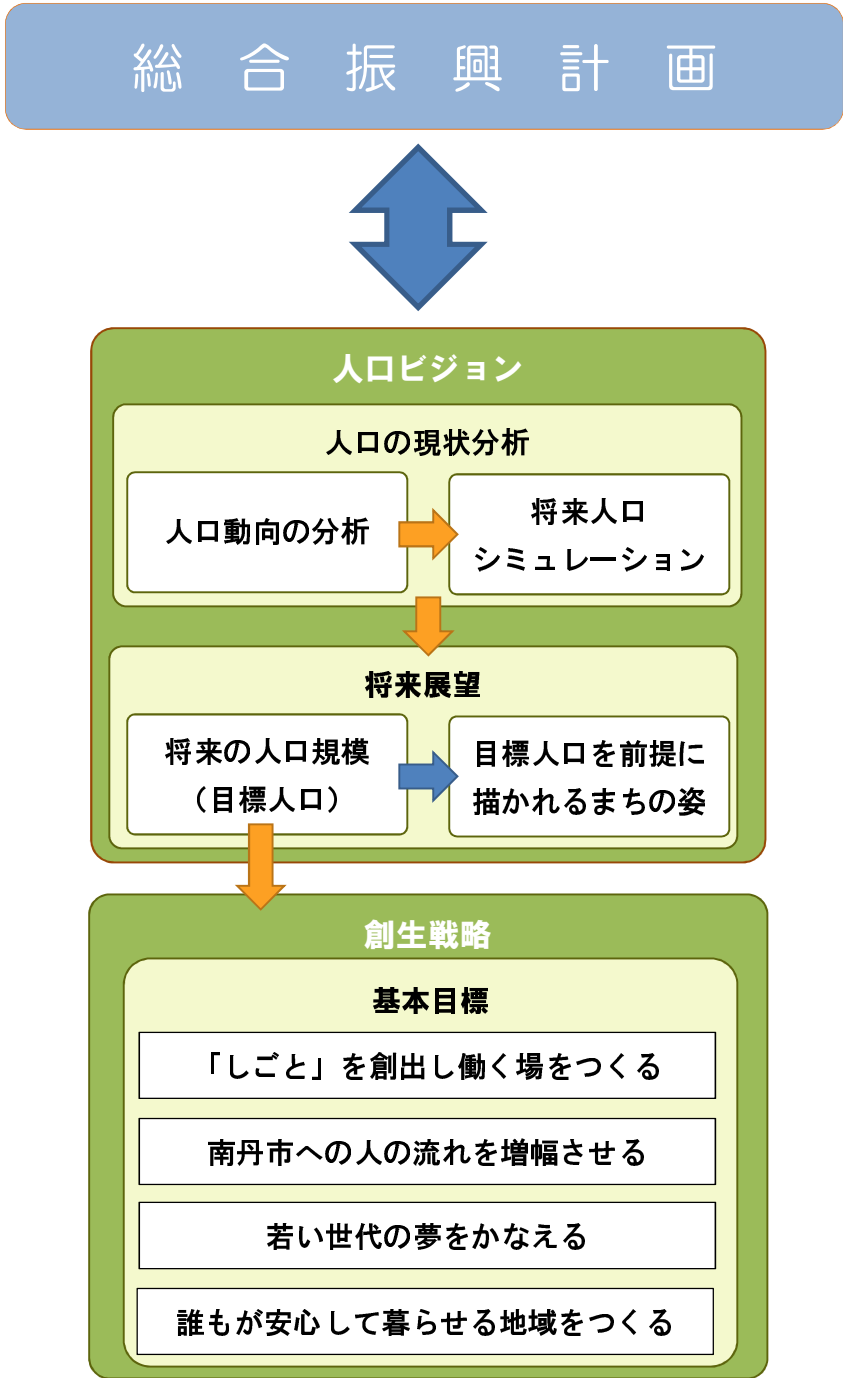 総合振興計画
人口ビジョン
人口の現状分析
人口動向の分析
将来人口
シミュレーション
将来展望
将来の人口規模
（目標人口）
目標人口を前提に
描かれるまちの姿
創生戦略
基本目標
「しごと」を創出し働く場をつくる
南丹市への人の流れを増幅させる
若い世代の夢をかなえる
誰もが安心して暮らせる地域をつくる